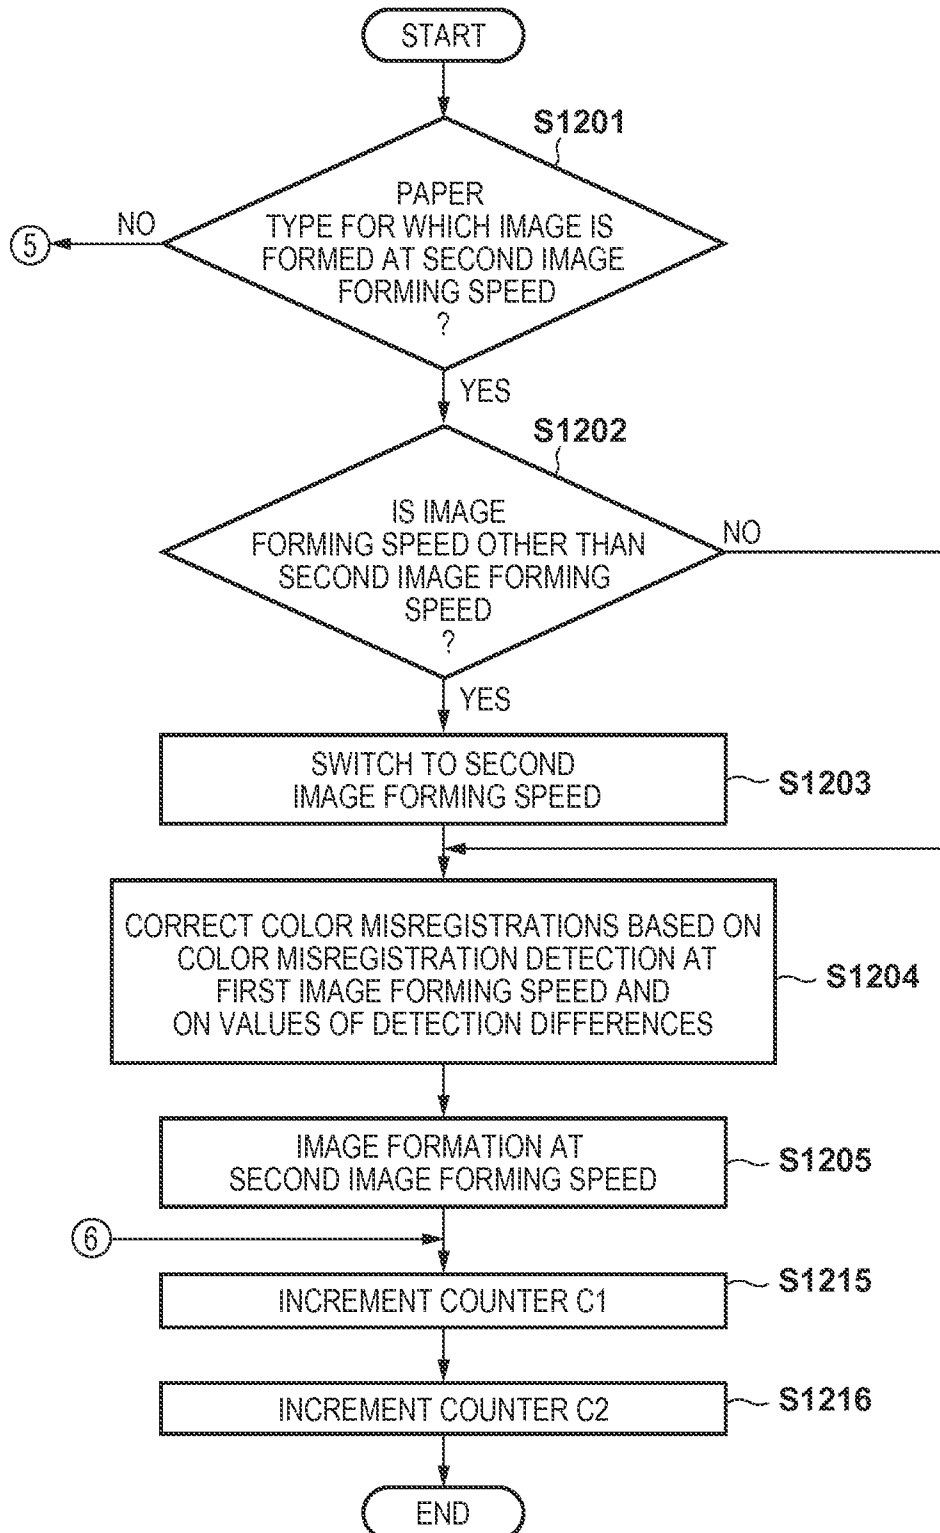 START
S1201
PAPER
TYPE FOR WHICH IMAGE IS
FORMED AT SECOND IMAGE
FORMING SPEED
?
NO
5
YES
S1202
IS IMAGE
FORMING SPEED OTHER THAN
SECOND IMAGE FORMING
SPEED
?
NO
YES
SWITCH TO SECOND
IMAGE FORMING SPEED
S1203
CORRECT COLOR MISREGISTRATIONS BASED ON
COLOR MISREGISTRATION DETECTION AT
FIRST IMAGE FORMING SPEED AND
ON VALUES OF DETECTION DIFFERENCES
S1204
IMAGE FORMATION AT
SECOND IMAGE FORMING SPEED
S1205
6
INCREMENT COUNTER C1
S1215
INCREMENT COUNTER C2
S1216
END